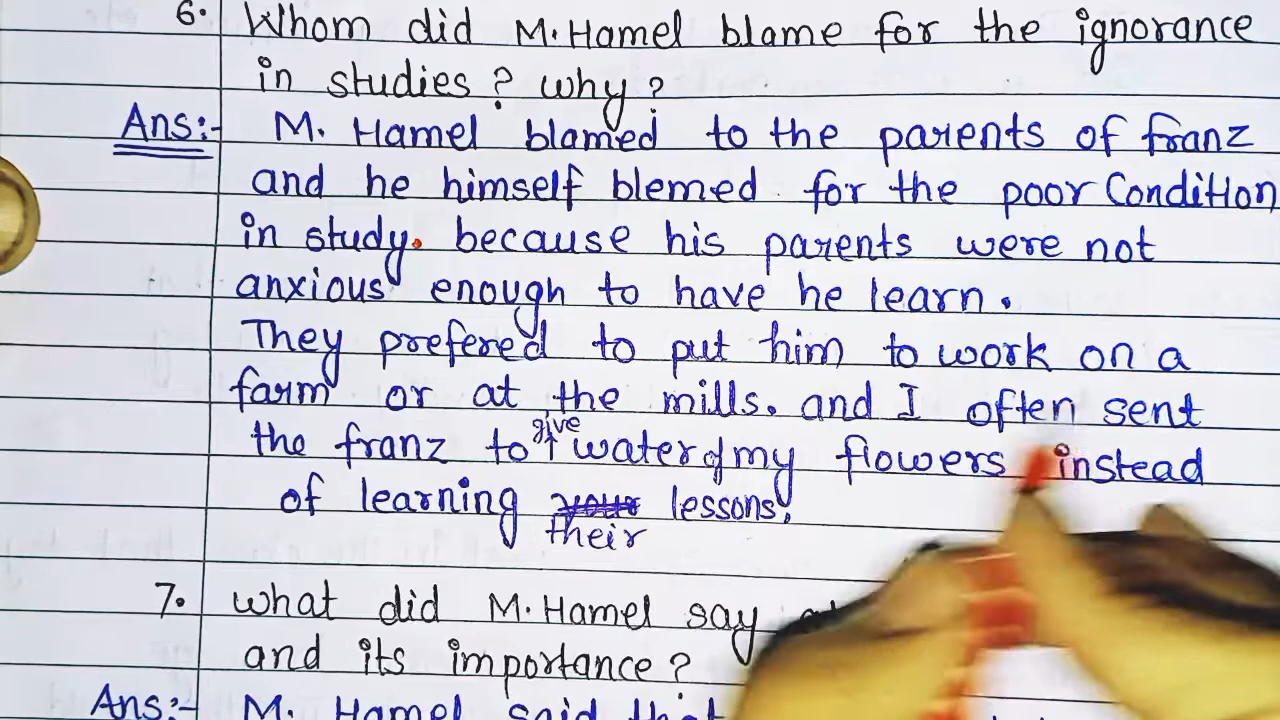 6. Whom did M. Hamel blame for the ignorance
in studies? why?
Ans:- M. Hamel blamed to the parents of franz
and he himself blemed for the poor Condition
in study. because his parents were not
anxious enough to have he learn.
They prefered to put him to work on a
farm or at the mills. and I often sent
the franz to give water of my flowers instead
of learning their lessons.
7. what did M. Hamel say
and its importance?
Ans:- M. Hamel said that